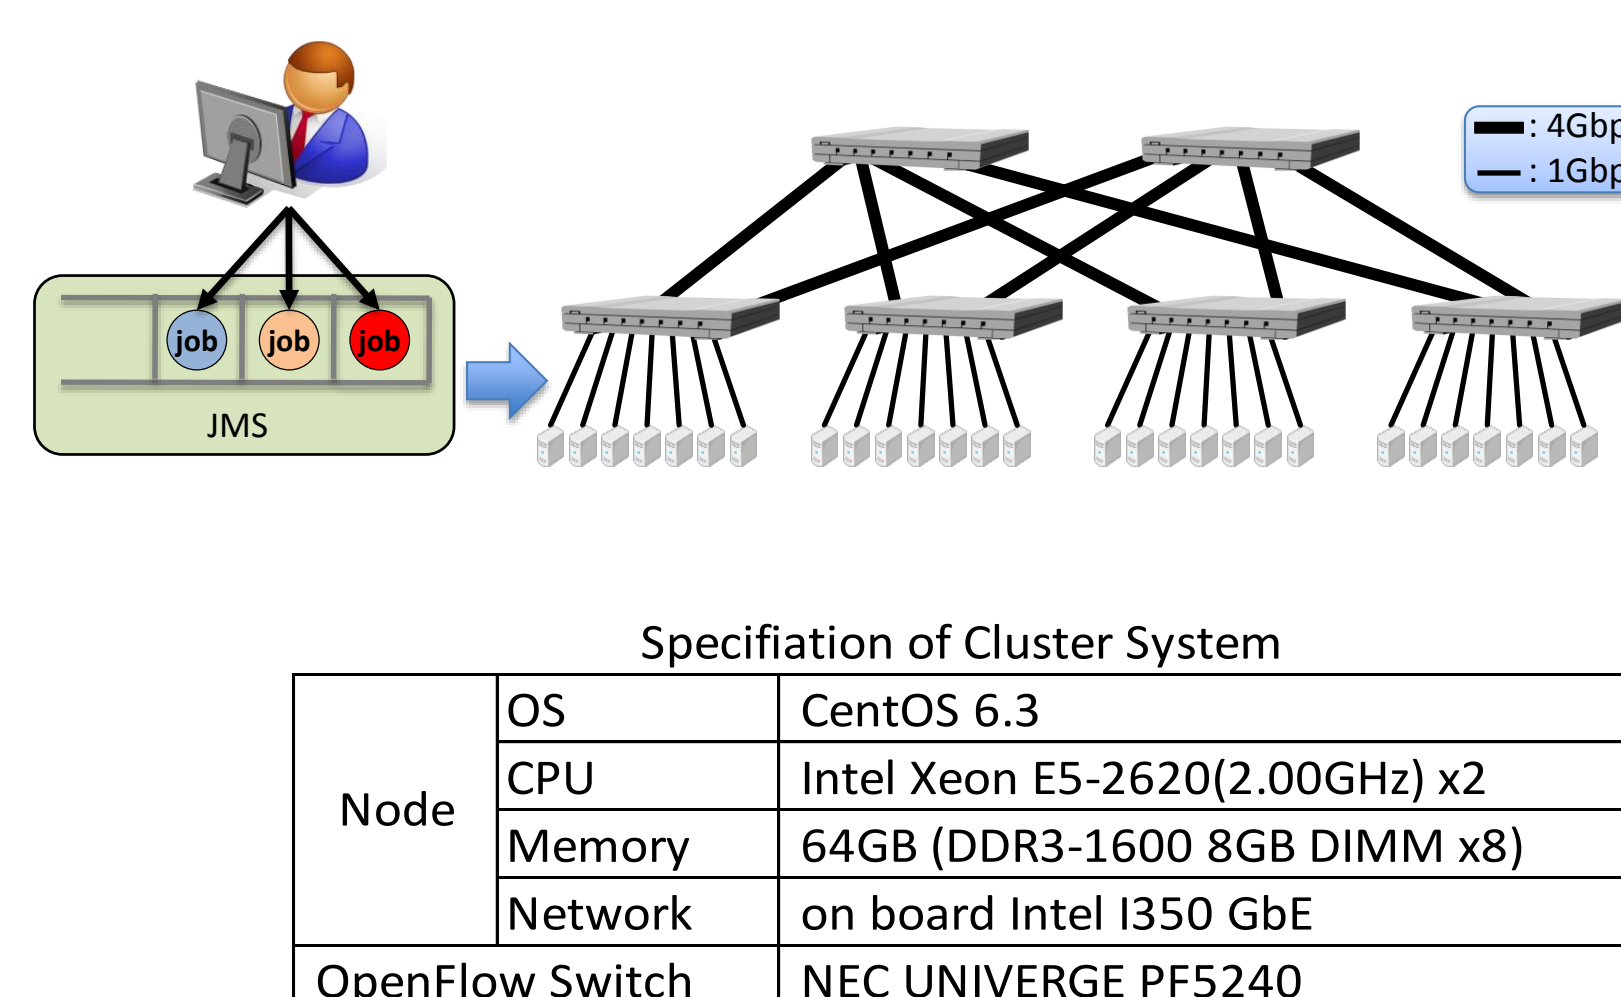 : 4Gbp
: 1Gbp
job job job
JMS
Specifiation of Cluster System
Node
OS CentOS 6.3
CPU Intel Xeon E5-2620(2.00GHz) x2
Memory 64GB (DDR3-1600 8GB DIMM x8)
Network on board Intel I350 GbE
OpenFlow Switch NEC UNIVERGE PF5240